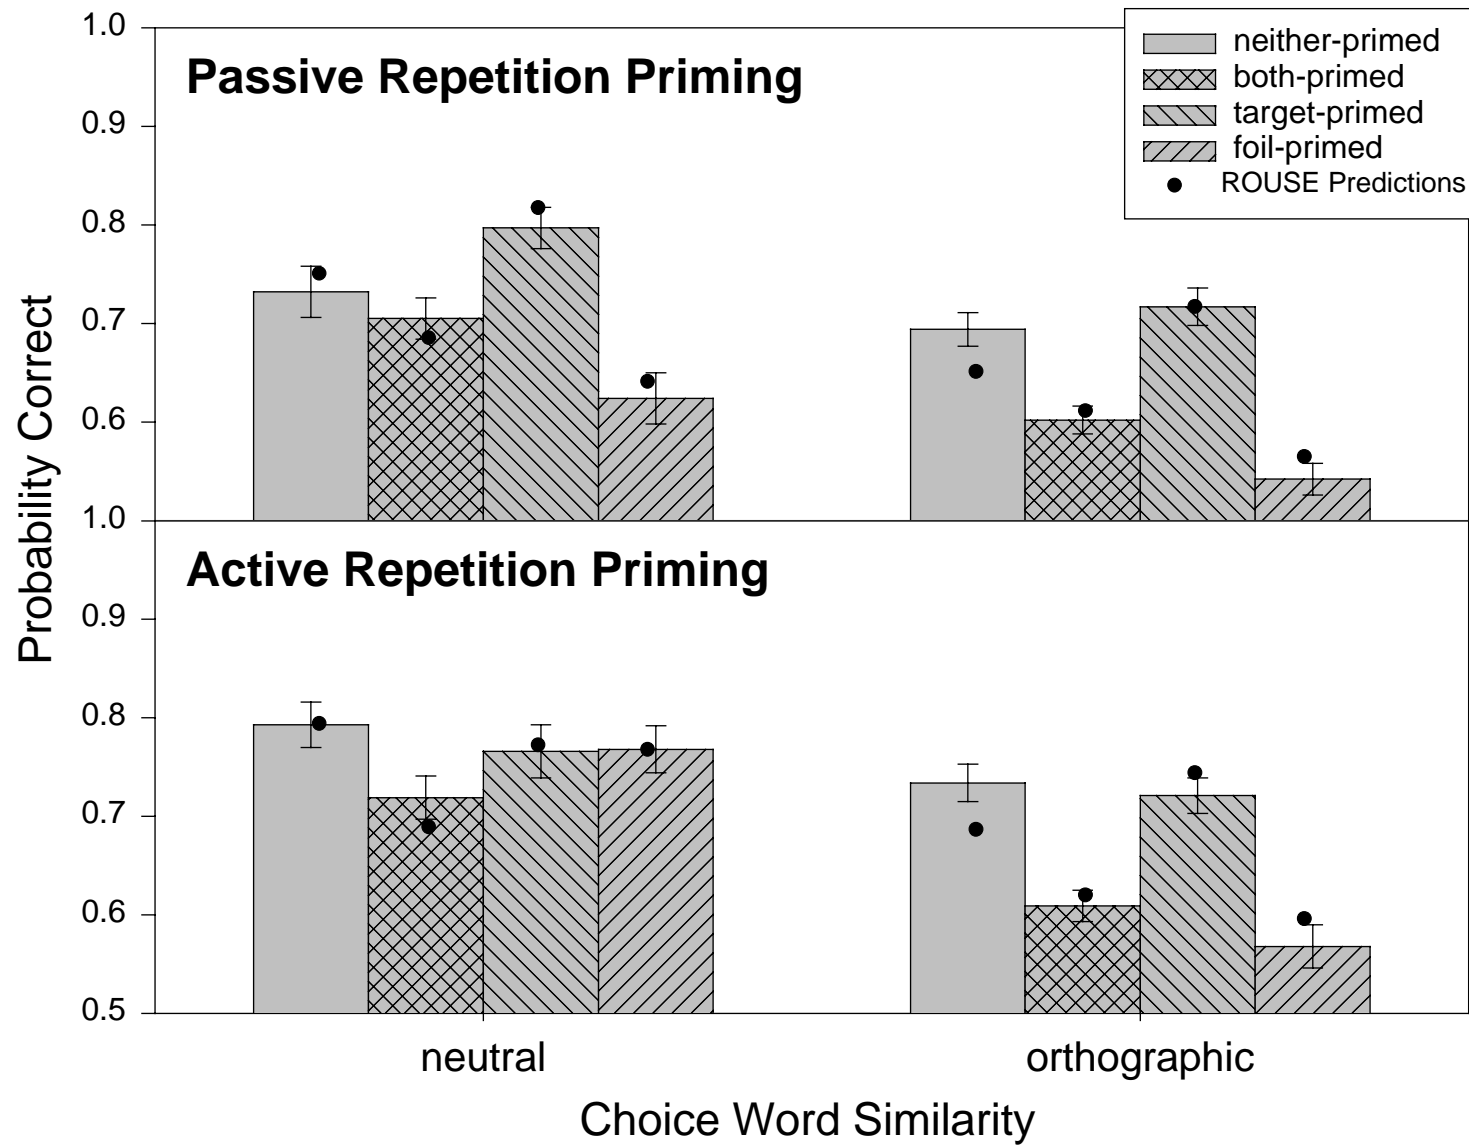 Passive Repetition Priming
neither-primed
both-primed
target-primed
foil-primed
ROUSE Predictions
Probability Correct
1.0
0.9
0.8
0.7
0.6
1.0
Active Repetition Priming
0.9
0.8
0.7
0.6
0.5
neutral
orthographic
Choice Word Similarity